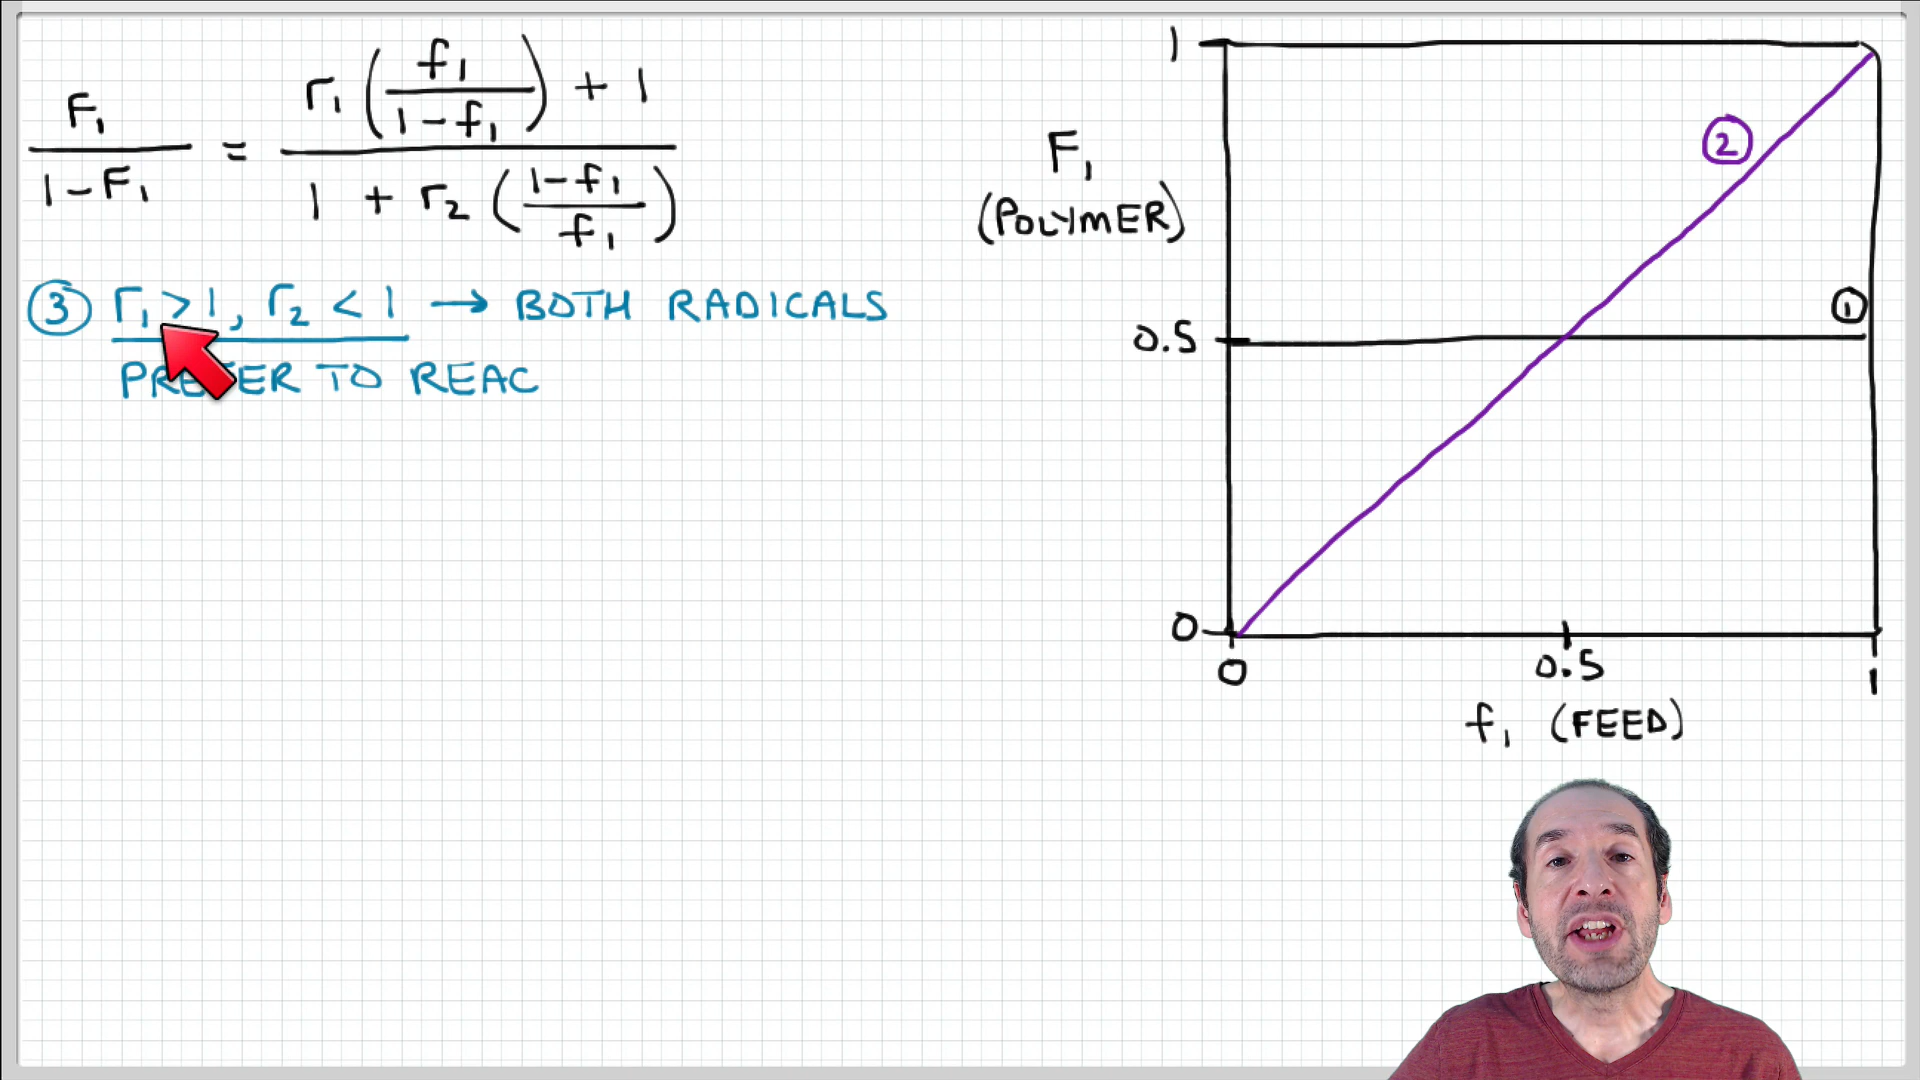 F₁ / (1 - F₁) = (r₁ (f₁ / (1 - f₁)) + 1) / (1 + r₂ ((1 - f₁) / f₁))
③ r₁ > 1, r₂ < 1 → BOTH RADICALS
PREFER TO REAC
1
F₁
(POLYMER)
0.5
0
②
①
0 0.5 1
f₁ (FEED)